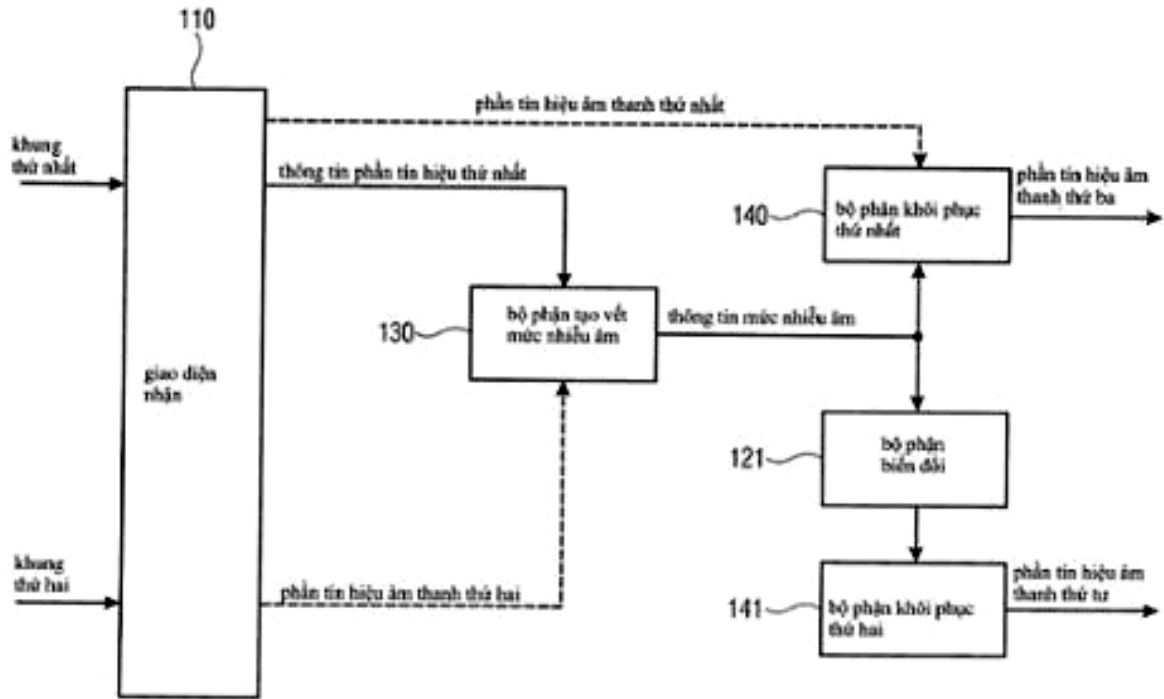 110
phần tín hiệu âm thanh thứ nhất
khung
thứ nhất
thông tin phần tín hiệu thứ nhất
140
bộ phận khôi phục
thứ nhất
phần tín hiệu âm
thanh thứ ba
130
bộ phận tạo vết
mức nhiễu âm
thông tin mức nhiễu âm
giao diện
nhận
121
bộ phận
biến đổi
khung
thứ hai
phần tín hiệu âm thanh thứ hai
141
bộ phận khôi phục
thứ hai
phần tín hiệu âm
thanh thứ tư